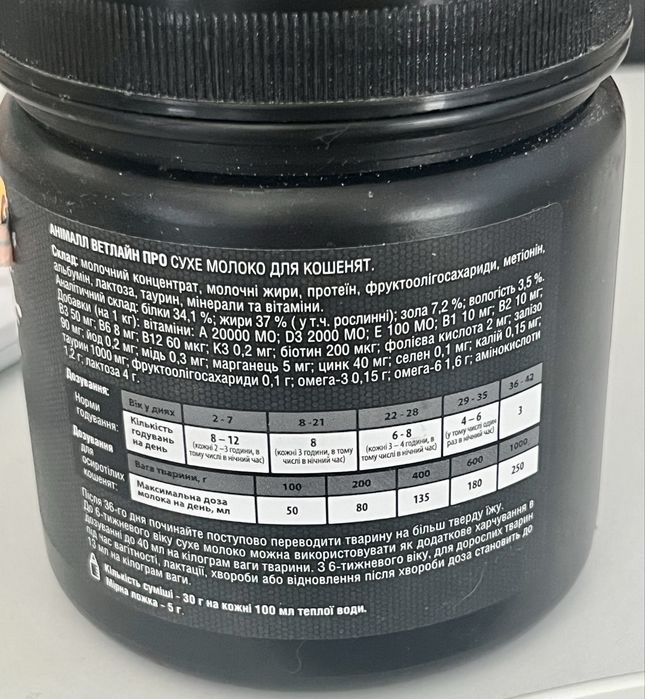 АНІМАЛЛ ВЕТЛАЙН ПРО СУХЕ МОЛОКО ДЛЯ КОШЕНЯТ.
Склад: молочний концентрат, молочні жири, протеїн, фруктоолігосахариди, метіонін,
альбумін, лактоза, таурин, мінерали та вітаміни.
Аналітичний склад: білки 34,1 %; жири 37 % ( у т.ч. рослинні); зола 7,2 %; вологість 3,5 %.
Добавки (на 1 кг): вітаміни: А 20000 МО; D3 2000 МО; Е 100 МО; В1 10 мг; В2 10 мг;
В3 50 мг; В6 8 мг; В12 60 мкг; К3 0,2 мг; біотин 200 мкг; фолієва кислота 2 мг; залізо
90 мг; йод 0,2 мг; мідь 0,3 мг; марганець 5 мг; цинк 40 мг; селен 0,1 мг; калій 0,15 мг;
таурин 1000 мг; фруктоолігосахариди 0,1 г; омега-3 0,15 г; омега-6 1,6 г; амінокислоти
1,2 г; лактоза 4 г.
Дозування:
Норми годування: Вік у днях 2 - 7 8 -21 22 - 28 29 - 35 36 - 42
Кількість годувань на день 8 – 12 (кожні 2 – 3 години, в тому числі в нічний час) 8 (кожні 3 години, в тому числі в нічний час) 6 - 8 (кожні 3 – 4 години, в тому числі в нічний час) 4 – 6 (у тому числі один раз в нічний час) 3
Дозування для осиротілих кошенят: Вага тварини, г 100 200 400 600 1000
Максимальна доза молока на день, мл 50 80 135 180 250
Після 36-го дня починайте поступово переводити тварину на більш тверду їжу.
До 6-тижневого віку сухе молоко можна використовувати як додаткове харчування в
дозуванні до 40 мл на кілограм ваги тварини. З 6-тижневого віку, для дорослих тварин
під час вагітності, лактації, хвороби або відновлення після хвороби доза становить до
15 мл на кілограм ваги.
Кількість суміші - 30 г на кожні 100 мл теплої води.
Мірна ложка - 5 г.